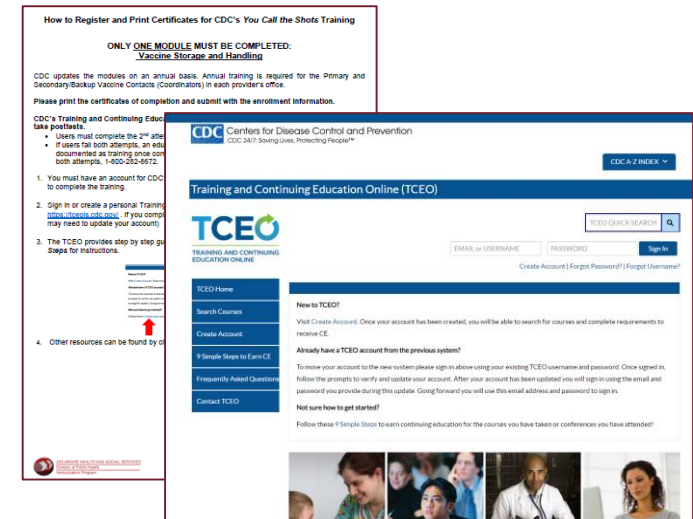 How to Register and Print Certificates for CDC's You Call the Shots Training
ONLY ONE MODULE MUST BE COMPLETED:
Vaccine Storage and Handling
CDC updates the modules on an annual basis. Annual training is required for the Primary and
Secondary/Backup Vaccine Contacts (Coordinators) in each provider's office.
Please print the certificates of completion and submit with the enrollment information.
CDC's Training and Continuing Educa
take posttests.
• Users must complete the 2nd atte
• If users fail both attempts, an edu
documented as training once com
both attempts, 1-800-232-8672.
1. You must have an account for CDC'
to complete the training.
2. Sign in or create a personal Training
https://tceols.cdc.gov/ . If you compl
may need to update your account)
3. The TCEO provides step by step gu
Steps for instructions.
4. Other resources can be found by cl
DELAWARE HEALTH AND SOCIAL SERVICES
Division of Public Health
Immunization Program
CDC Centers for Disease Control and Prevention
CDC 24/7: Saving Lives, Protecting People™
CDC A-Z INDEX
Training and Continuing Education Online (TCEO)
TCEO
TRAINING AND CONTINUING
EDUCATION ONLINE
TCEO QUICK SEARCH
EMAIL or USERNAME PASSWORD Sign In
Create Account | Forgot Password? | Forgot Username?
TCEO Home
Search Courses
Create Account
9 Simple Steps to Earn CE
Frequently Asked Questions
Contact TCEO
New to TCEO?
Visit Create Account. Once your account has been created, you will be able to search for courses and complete requirements to
receive CE.
Already have a TCEO account from the previous system?
To move your account to the new system please sign in above using your existing TCEO username and password. Once signed in,
follow the prompts to verify and update your account. After your account has been updated you will sign in using the email and
password you provide during this update. Going forward you will use this email address and password to sign in.
Not sure how to get started?
Follow these 9 Simple Steps to earn continuing education for the courses you have taken or conferences you have attended!